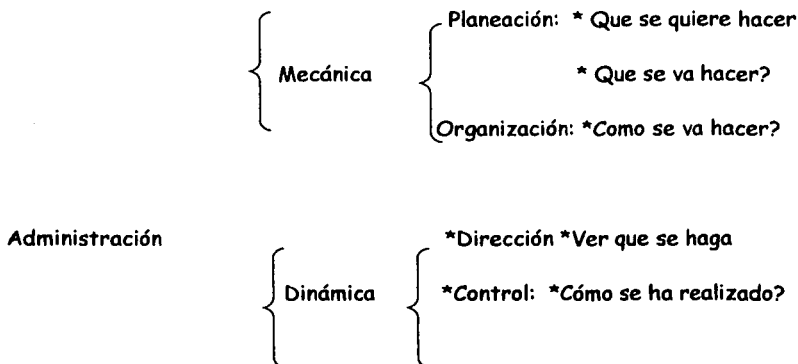 Planeación: * Que se quiere hacer
Mecánica * Que se va hacer?
Organización: *Como se va hacer?
Administración *Dirección *Ver que se haga
Dinámica *Control: *Cómo se ha realizado?